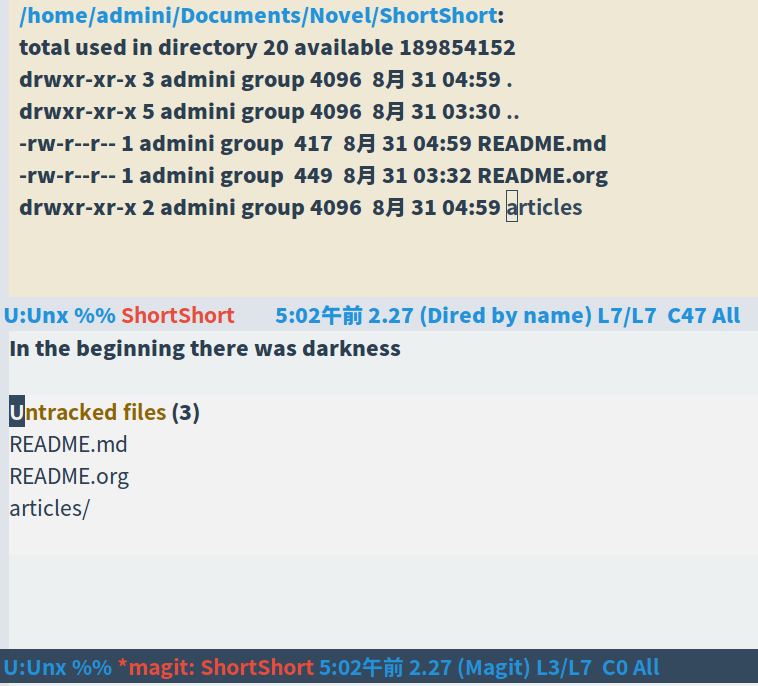 /home/admini/Documents/Novel/ShortShort:
total used in directory 20 available 189854152
drwxr-xr-x 3 admini group 4096  8月 31 04:59 .
drwxr-xr-x 5 admini group 4096  8月 31 03:30 ..
-rw-r--r-- 1 admini group  417  8月 31 04:59 README.md
-rw-r--r-- 1 admini group  449  8月 31 03:32 README.org
drwxr-xr-x 2 admini group 4096  8月 31 04:59 articles
U:Unx %% ShortShort 5:02午前 2.27 (Dired by name) L7/L7  C47 All
In the beginning there was darkness
Untracked files (3)
README.md
README.org
articles/
U:Unx %% *magit: ShortShort 5:02午前 2.27 (Magit) L3/L7  C0 All